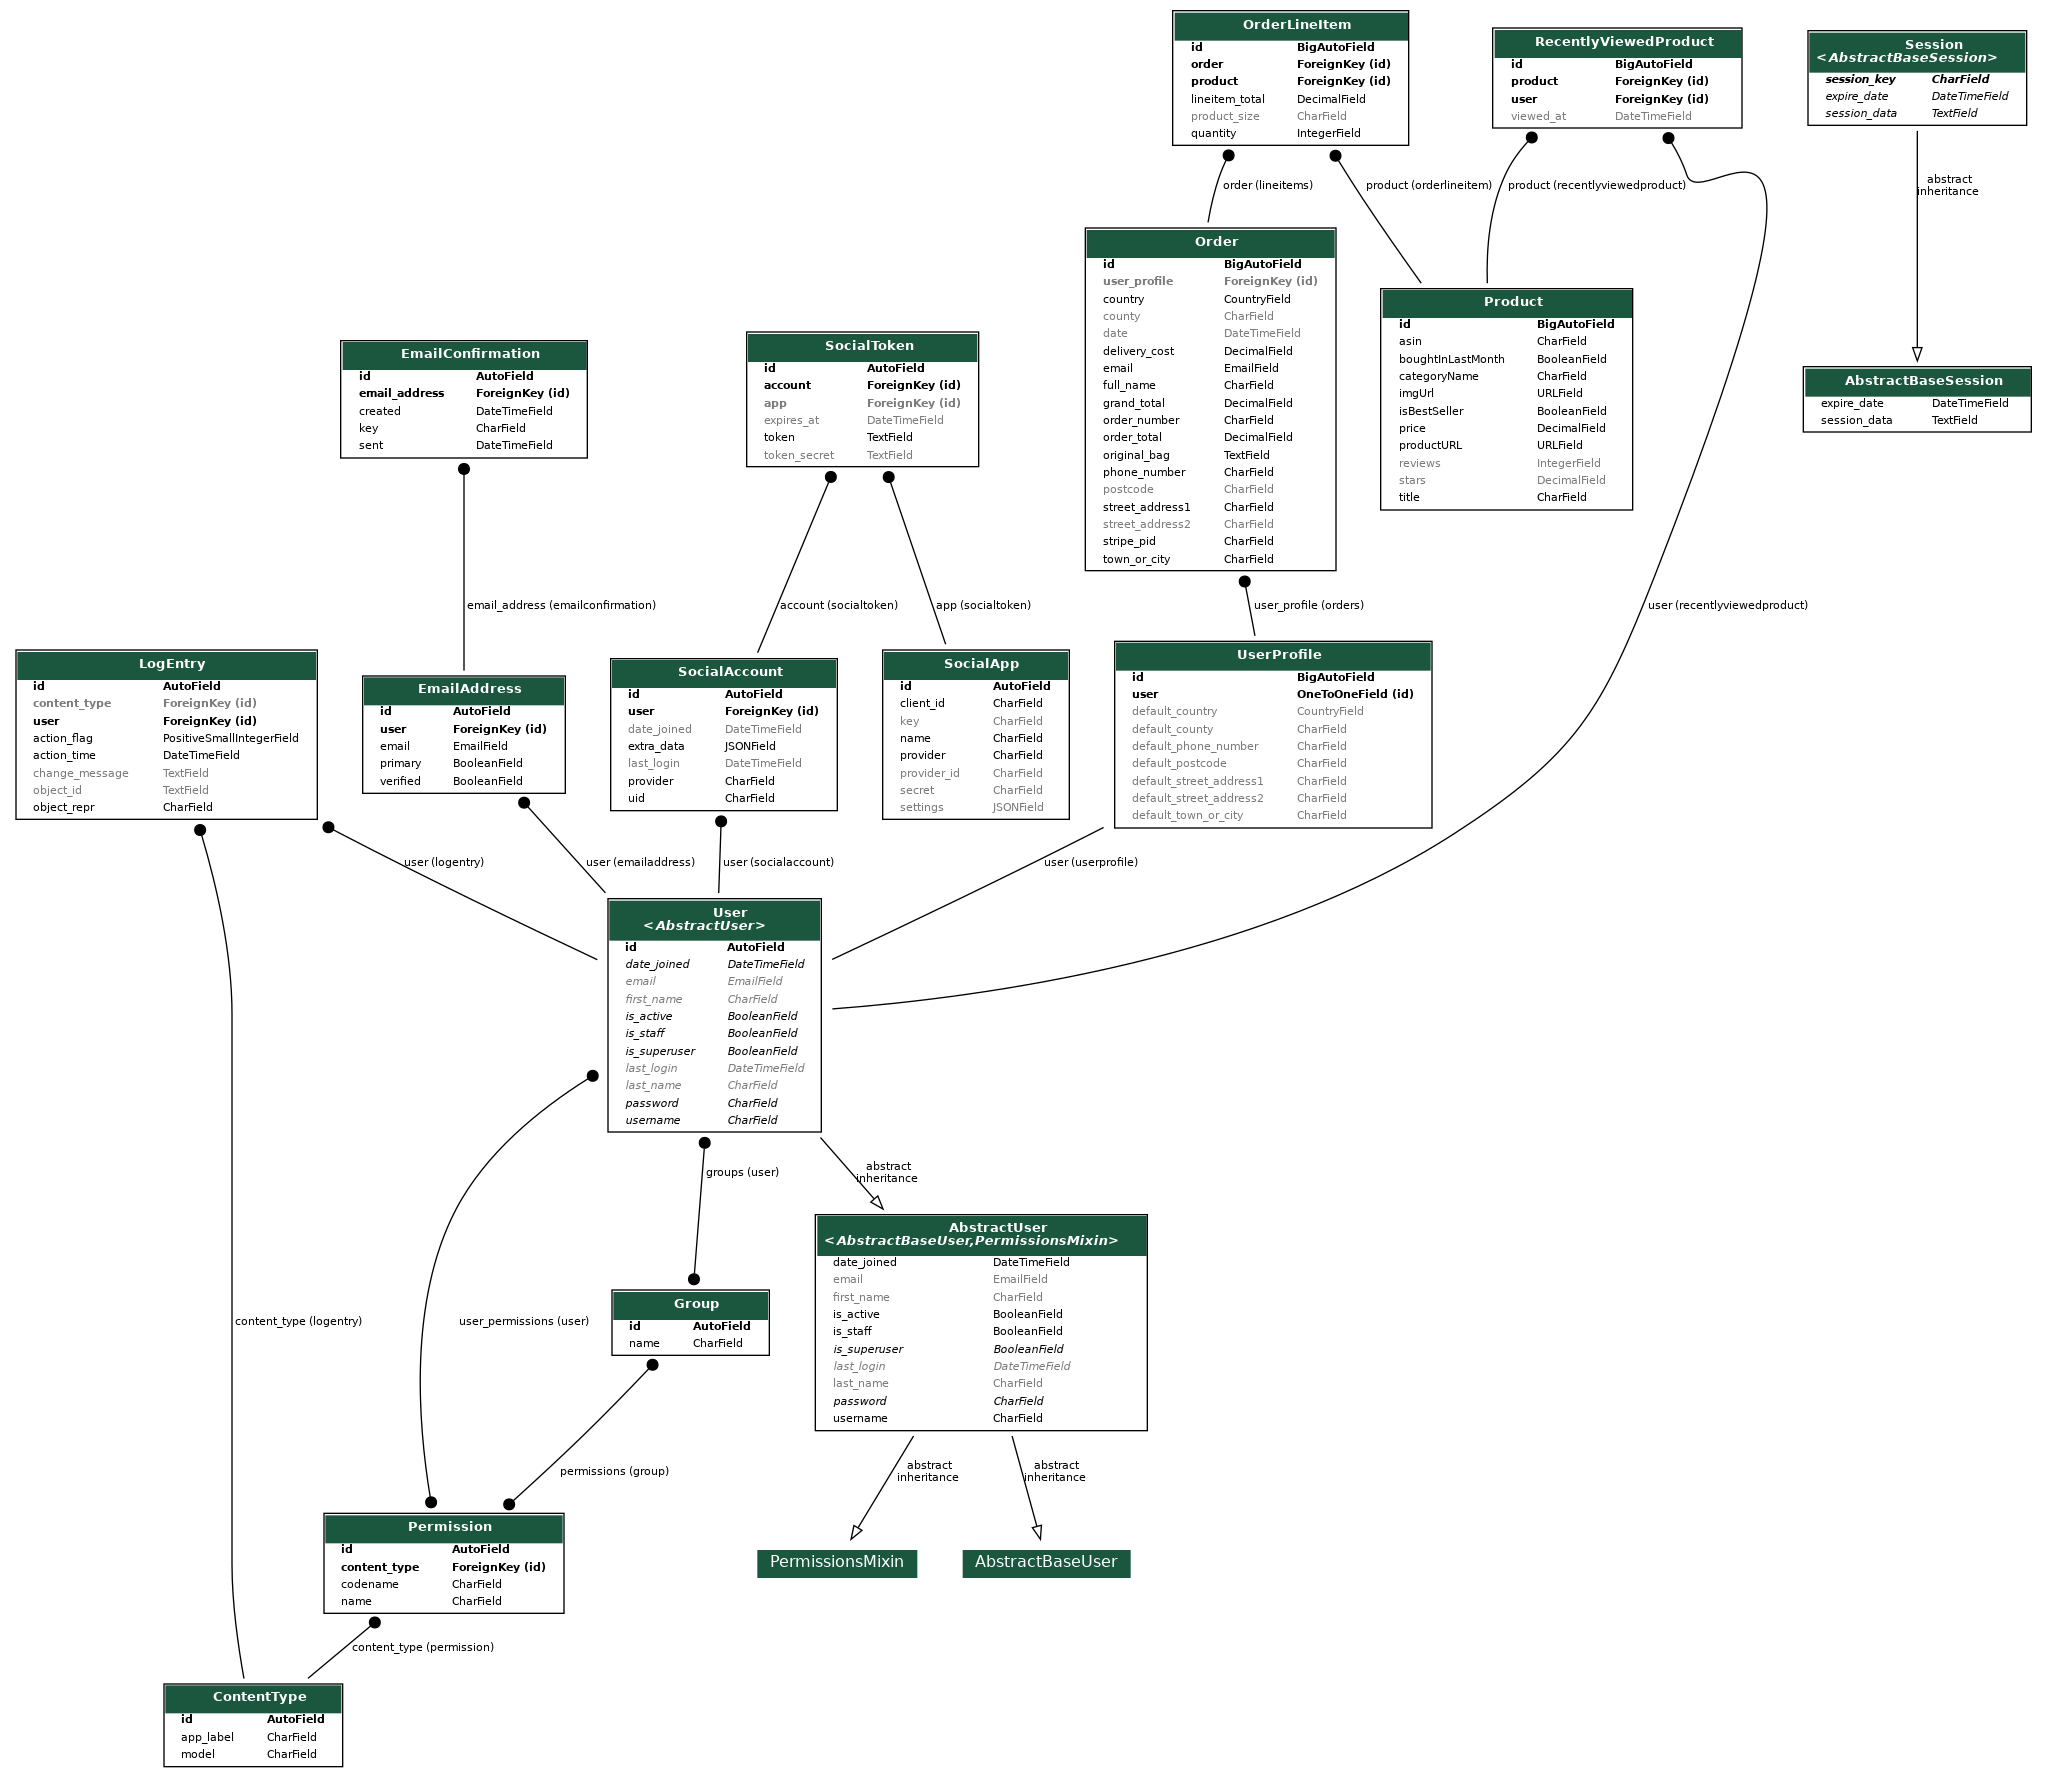 OrderLineItem
id BigAutoField
order ForeignKey (id)
product ForeignKey (id)
lineitem_total DecimalField
product_size CharField
quantity IntegerField
RecentlyViewedProduct
id BigAutoField
product ForeignKey (id)
user ForeignKey (id)
viewed_at DateTimeField
Session
<AbstractBaseSession>
session_key CharField
expire_date DateTimeField
session_data TextField
order (lineitems)
product (orderlineitem)
product (recentlyviewedproduct)
abstract
inheritance
Order
id BigAutoField
user_profile ForeignKey (id)
country CountryField
county CharField
date DateTimeField
delivery_cost DecimalField
email EmailField
full_name CharField
grand_total DecimalField
order_number CharField
order_total DecimalField
original_bag TextField
phone_number CharField
postcode CharField
street_address1 CharField
street_address2 CharField
stripe_pid CharField
town_or_city CharField
Product
id BigAutoField
asin CharField
boughtInLastMonth BooleanField
categoryName CharField
imgUrl URLField
isBestSeller BooleanField
price DecimalField
productURL URLField
reviews IntegerField
stars DecimalField
title CharField
AbstractBaseSession
expire_date DateTimeField
session_data TextField
EmailConfirmation
id AutoField
email_address ForeignKey (id)
created DateTimeField
key CharField
sent DateTimeField
SocialToken
id AutoField
account ForeignKey (id)
app ForeignKey (id)
expires_at DateTimeField
token TextField
token_secret TextField
email_address (emailconfirmation)
account (socialtoken)
app (socialtoken)
user_profile (orders)
user (recentlyviewedproduct)
LogEntry
id AutoField
content_type ForeignKey (id)
user ForeignKey (id)
action_flag PositiveSmallIntegerField
action_time DateTimeField
change_message TextField
object_id TextField
object_repr CharField
EmailAddress
id AutoField
user ForeignKey (id)
email EmailField
primary BooleanField
verified BooleanField
SocialAccount
id AutoField
user ForeignKey (id)
date_joined DateTimeField
extra_data JSONField
last_login DateTimeField
provider CharField
uid CharField
SocialApp
id AutoField
client_id CharField
key CharField
name CharField
provider CharField
provider_id CharField
secret CharField
settings JSONField
UserProfile
id BigAutoField
user OneToOneField (id)
default_country CountryField
default_county CharField
default_phone_number CharField
default_postcode CharField
default_street_address1 CharField
default_street_address2 CharField
default_town_or_city CharField
user (logentry)
user (emailaddress)
user (socialaccount)
user (userprofile)
User
<AbstractUser>
id AutoField
date_joined DateTimeField
email EmailField
first_name CharField
is_active BooleanField
is_staff BooleanField
is_superuser BooleanField
last_login DateTimeField
last_name CharField
password CharField
username CharField
groups (user)
abstract
inheritance
AbstractUser
<AbstractBaseUser,PermissionsMixin>
date_joined DateTimeField
email EmailField
first_name CharField
is_active BooleanField
is_staff BooleanField
is_superuser BooleanField
last_login DateTimeField
last_name CharField
password CharField
username CharField
content_type (logentry)
user_permissions (user)
Group
id AutoField
name CharField
permissions (group)
abstract
inheritance
abstract
inheritance
Permission
id AutoField
content_type ForeignKey (id)
codename CharField
name CharField
PermissionsMixin
AbstractBaseUser
content_type (permission)
ContentType
id AutoField
app_label CharField
model CharField